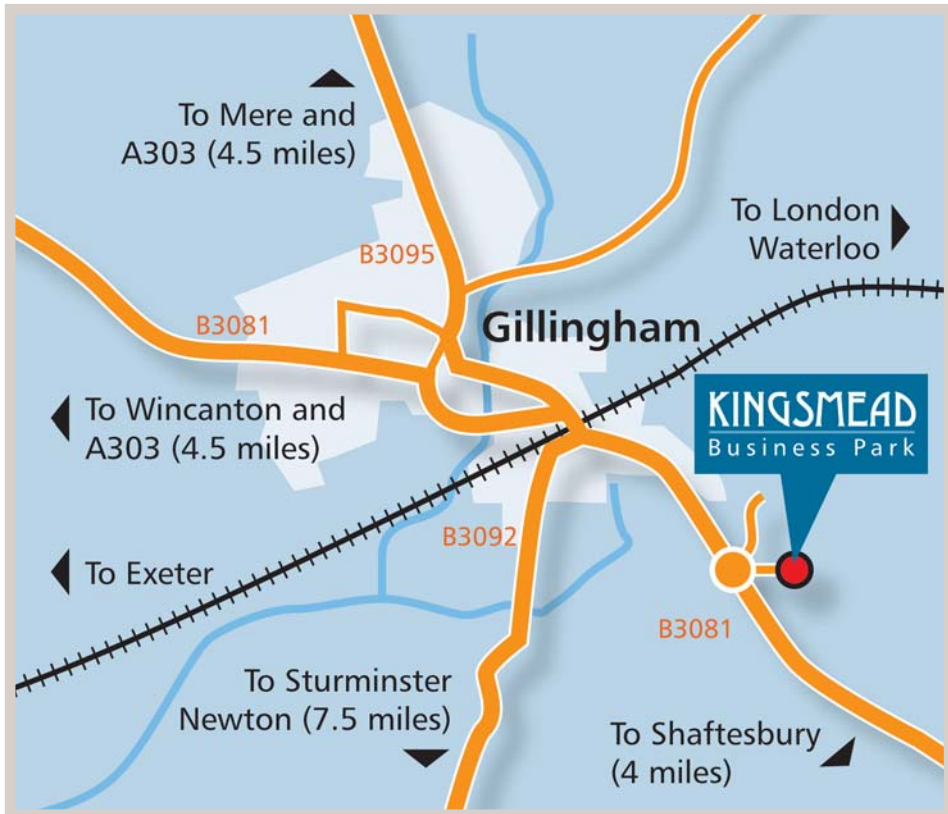 To Mere and
A303 (4.5 miles)
To London
Waterloo
B3095
B3081
Gillingham
To Wincanton and
A303 (4.5 miles)
KINGSMEAD
Business Park
B3092
To Exeter
B3081
To Sturminster
Newton (7.5 miles)
To Shaftesbury
(4 miles)